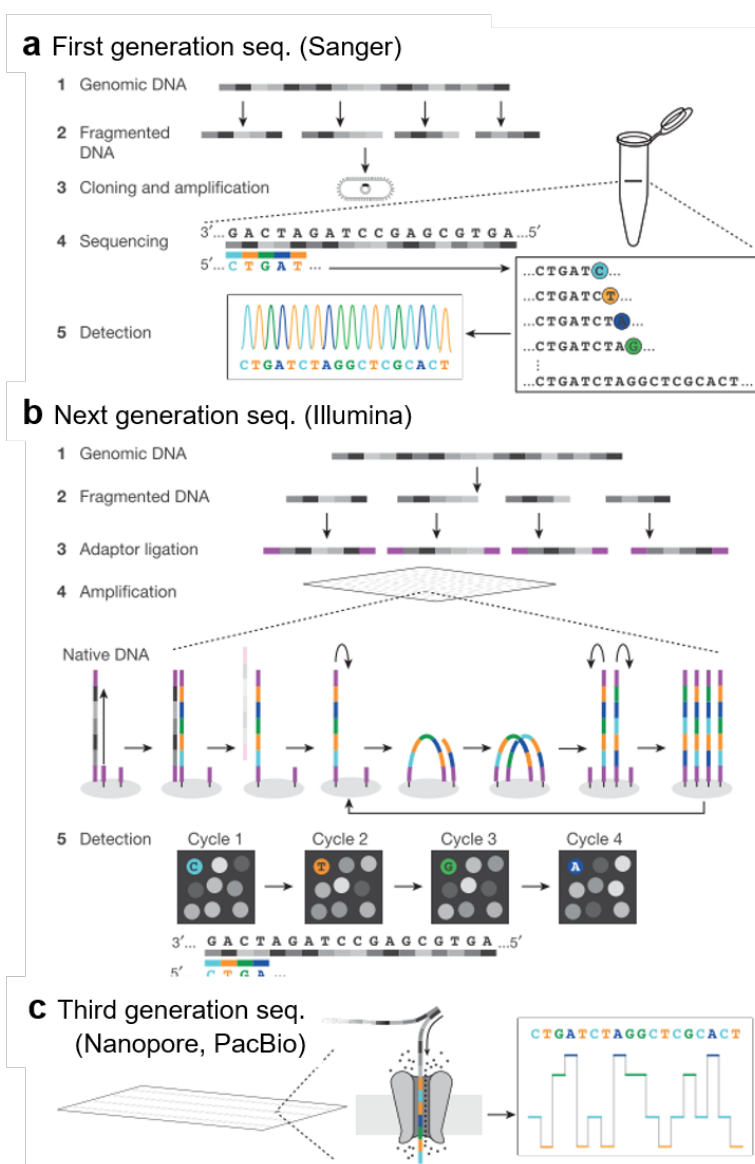 a First generation seq. (Sanger)
1 Genomic DNA
2 Fragmented
DNA
3 Cloning and amplification
3′...GACTAGATCCGAGCGTGA...5′
4 Sequencing
5′...CTGAT...
...CTGATC...
...CTGATCT...
...CTGATCTA...
...CTGATCTAG...
...CTGATCTAGGCTCGCACT...
5 Detection
CTGATCTAGGCTCGCACT
b Next generation seq. (Illumina)
1 Genomic DNA
2 Fragmented DNA
3 Adaptor ligation
4 Amplification
Native DNA
5 Detection
Cycle 1 Cycle 2 Cycle 3 Cycle 4
C T G A
3′... GACTAGATCCGAGCGTGA...5′
5′ CTGA ...
c Third generation seq.
(Nanopore, PacBio)
CTGATCTAGGCTCGCACT